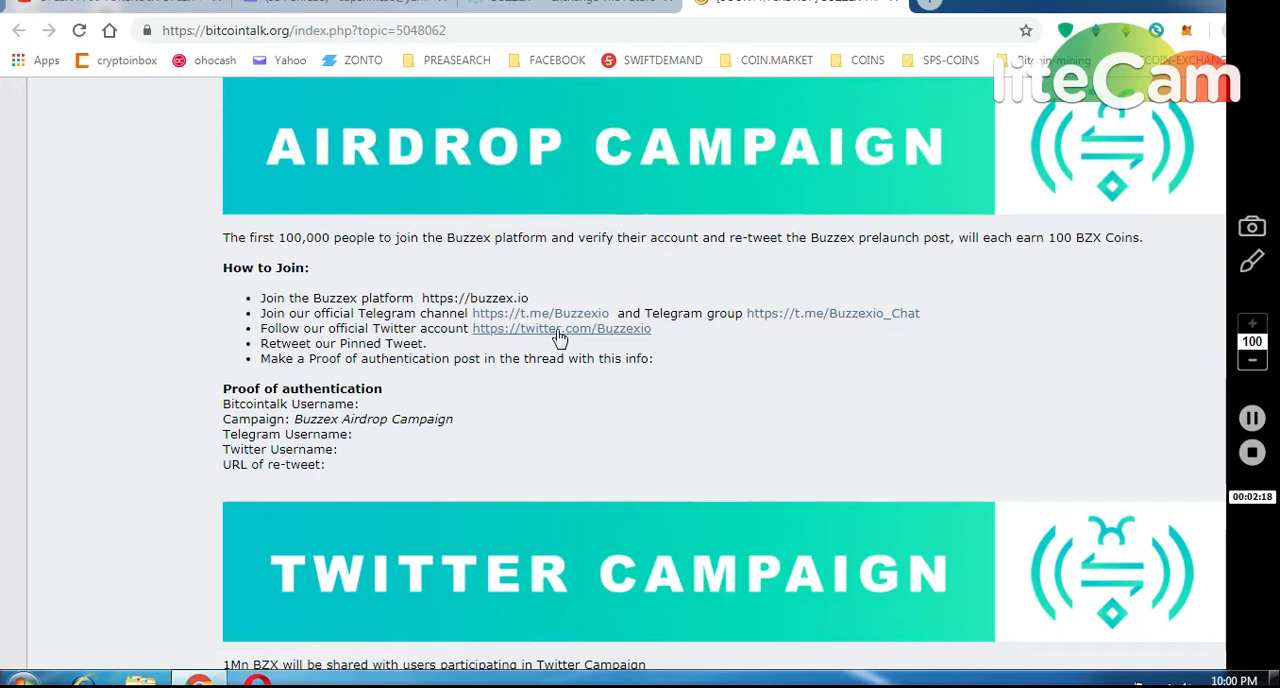 https://bitcointalk.org/index.php?topic=5048062
Apps cryptoinbox ohocash Yahoo ZONTO PREASEARCH FACEBOOK SWIFTDEMAND COIN.MARKET COINS SPS-COINS
liteCam
AIRDROP CAMPAIGN
The first 100,000 people to join the Buzzex platform and verify their account and re-tweet the Buzzex prelaunch post, will each earn 100 BZX Coins.
How to Join:
• Join the Buzzex platform https://buzzex.io
• Join our official Telegram channel https://t.me/Buzzexio and Telegram group https://t.me/Buzzexio_Chat
• Follow our official Twitter account https://twitter.com/Buzzexio
• Retweet our Pinned Tweet.
• Make a Proof of authentication post in the thread with this info:
100
Proof of authentication
Bitcointalk Username:
Campaign: Buzzex Airdrop Campaign
Telegram Username:
Twitter Username:
URL of re-tweet:
00:02:18
TWITTER CAMPAIGN
1Mn BZX will be shared with users participating in Twitter Campaign
10:00 PM